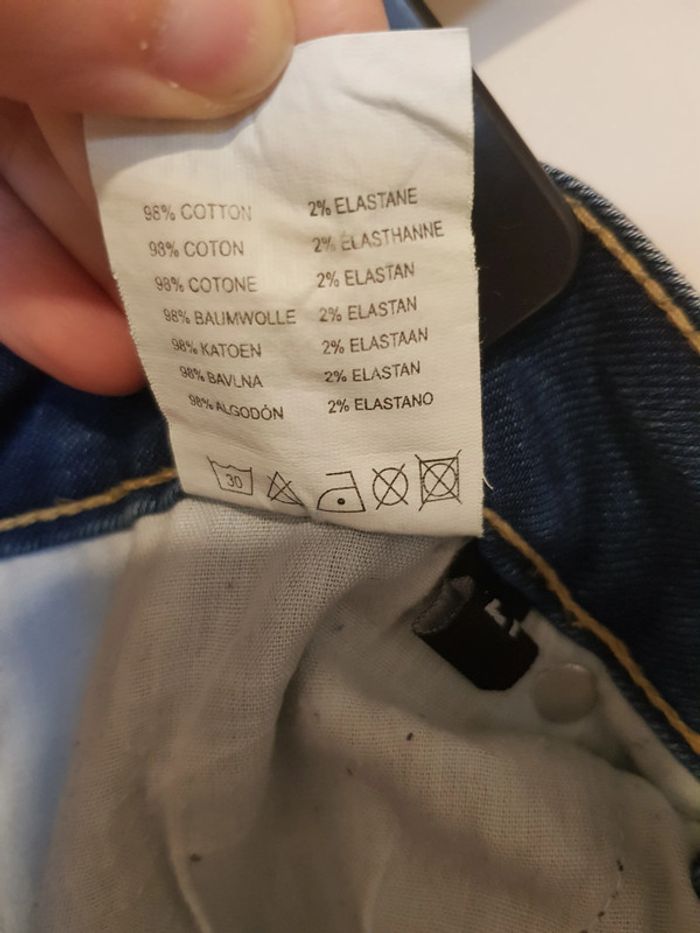 98% COTTON 2% ELASTANE
98% COTON 2% ELASTHANNE
98% COTONE 2% ELASTAN
98% BAUMWOLLE 2% ELASTAN
98% KATOEN 2% ELASTAAN
98% BAVLNA 2% ELASTAN
98% ALGODÓN 2% ELASTANO
30